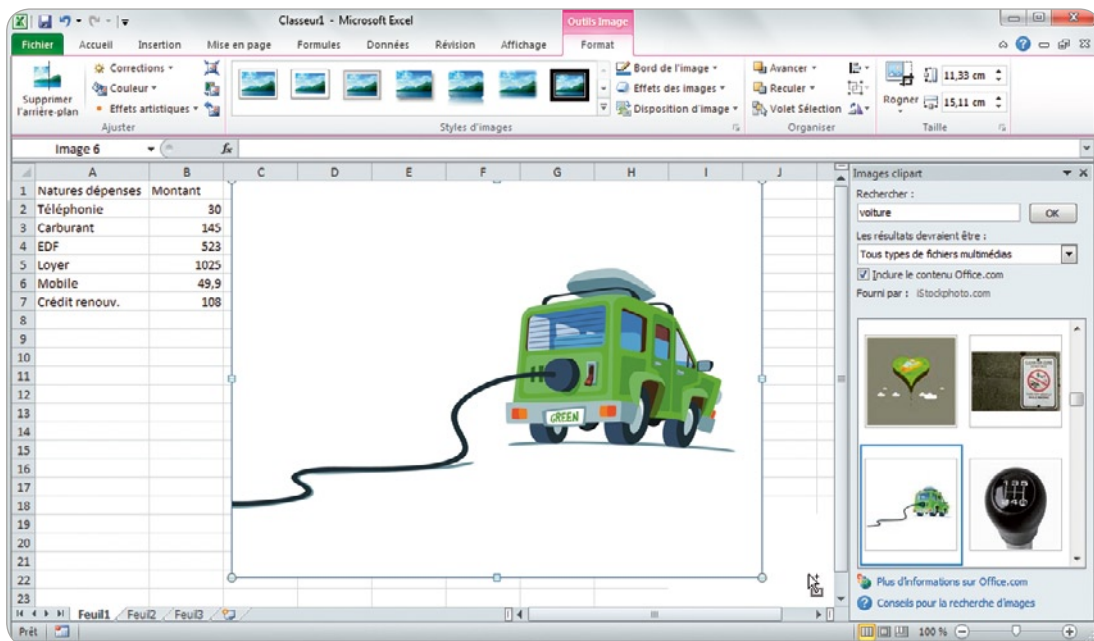 Classeur1 - Microsoft Excel
Outils Image
Fichier Accueil Insertion Mise en page Formules Données Révision Affichage Format
Supprimer l'arrière-plan
Corrections
Couleur
Effets artistiques
Ajuster
Styles d'images
Bord de l'image
Effets des images
Disposition d'image
Avancer
Reculer
Volet Sélection
Organiser
Rogner
11,33 cm
15,11 cm
Taille
Image 6 fx
A B C D E F G H I J
1 Natures dépenses Montant
2 Téléphonie 30
3 Carburant 145
4 EDF 523
5 Loyer 1025
6 Mobile 49,9
7 Crédit renouv. 108
8
9
10
11
12
13
14
15
16
17
18
19
20
21
22
23
GREEN
Images clipart
Rechercher :
voiture OK
Les résultats devraient être :
Tous types de fichiers multimédias
Inclure le contenu Office.com
Fourni par : iStockphoto.com
Plus d'informations sur Office.com
Conseils pour la recherche d'images
Feuil1 Feuil2 Feuil3
Prêt 100 %